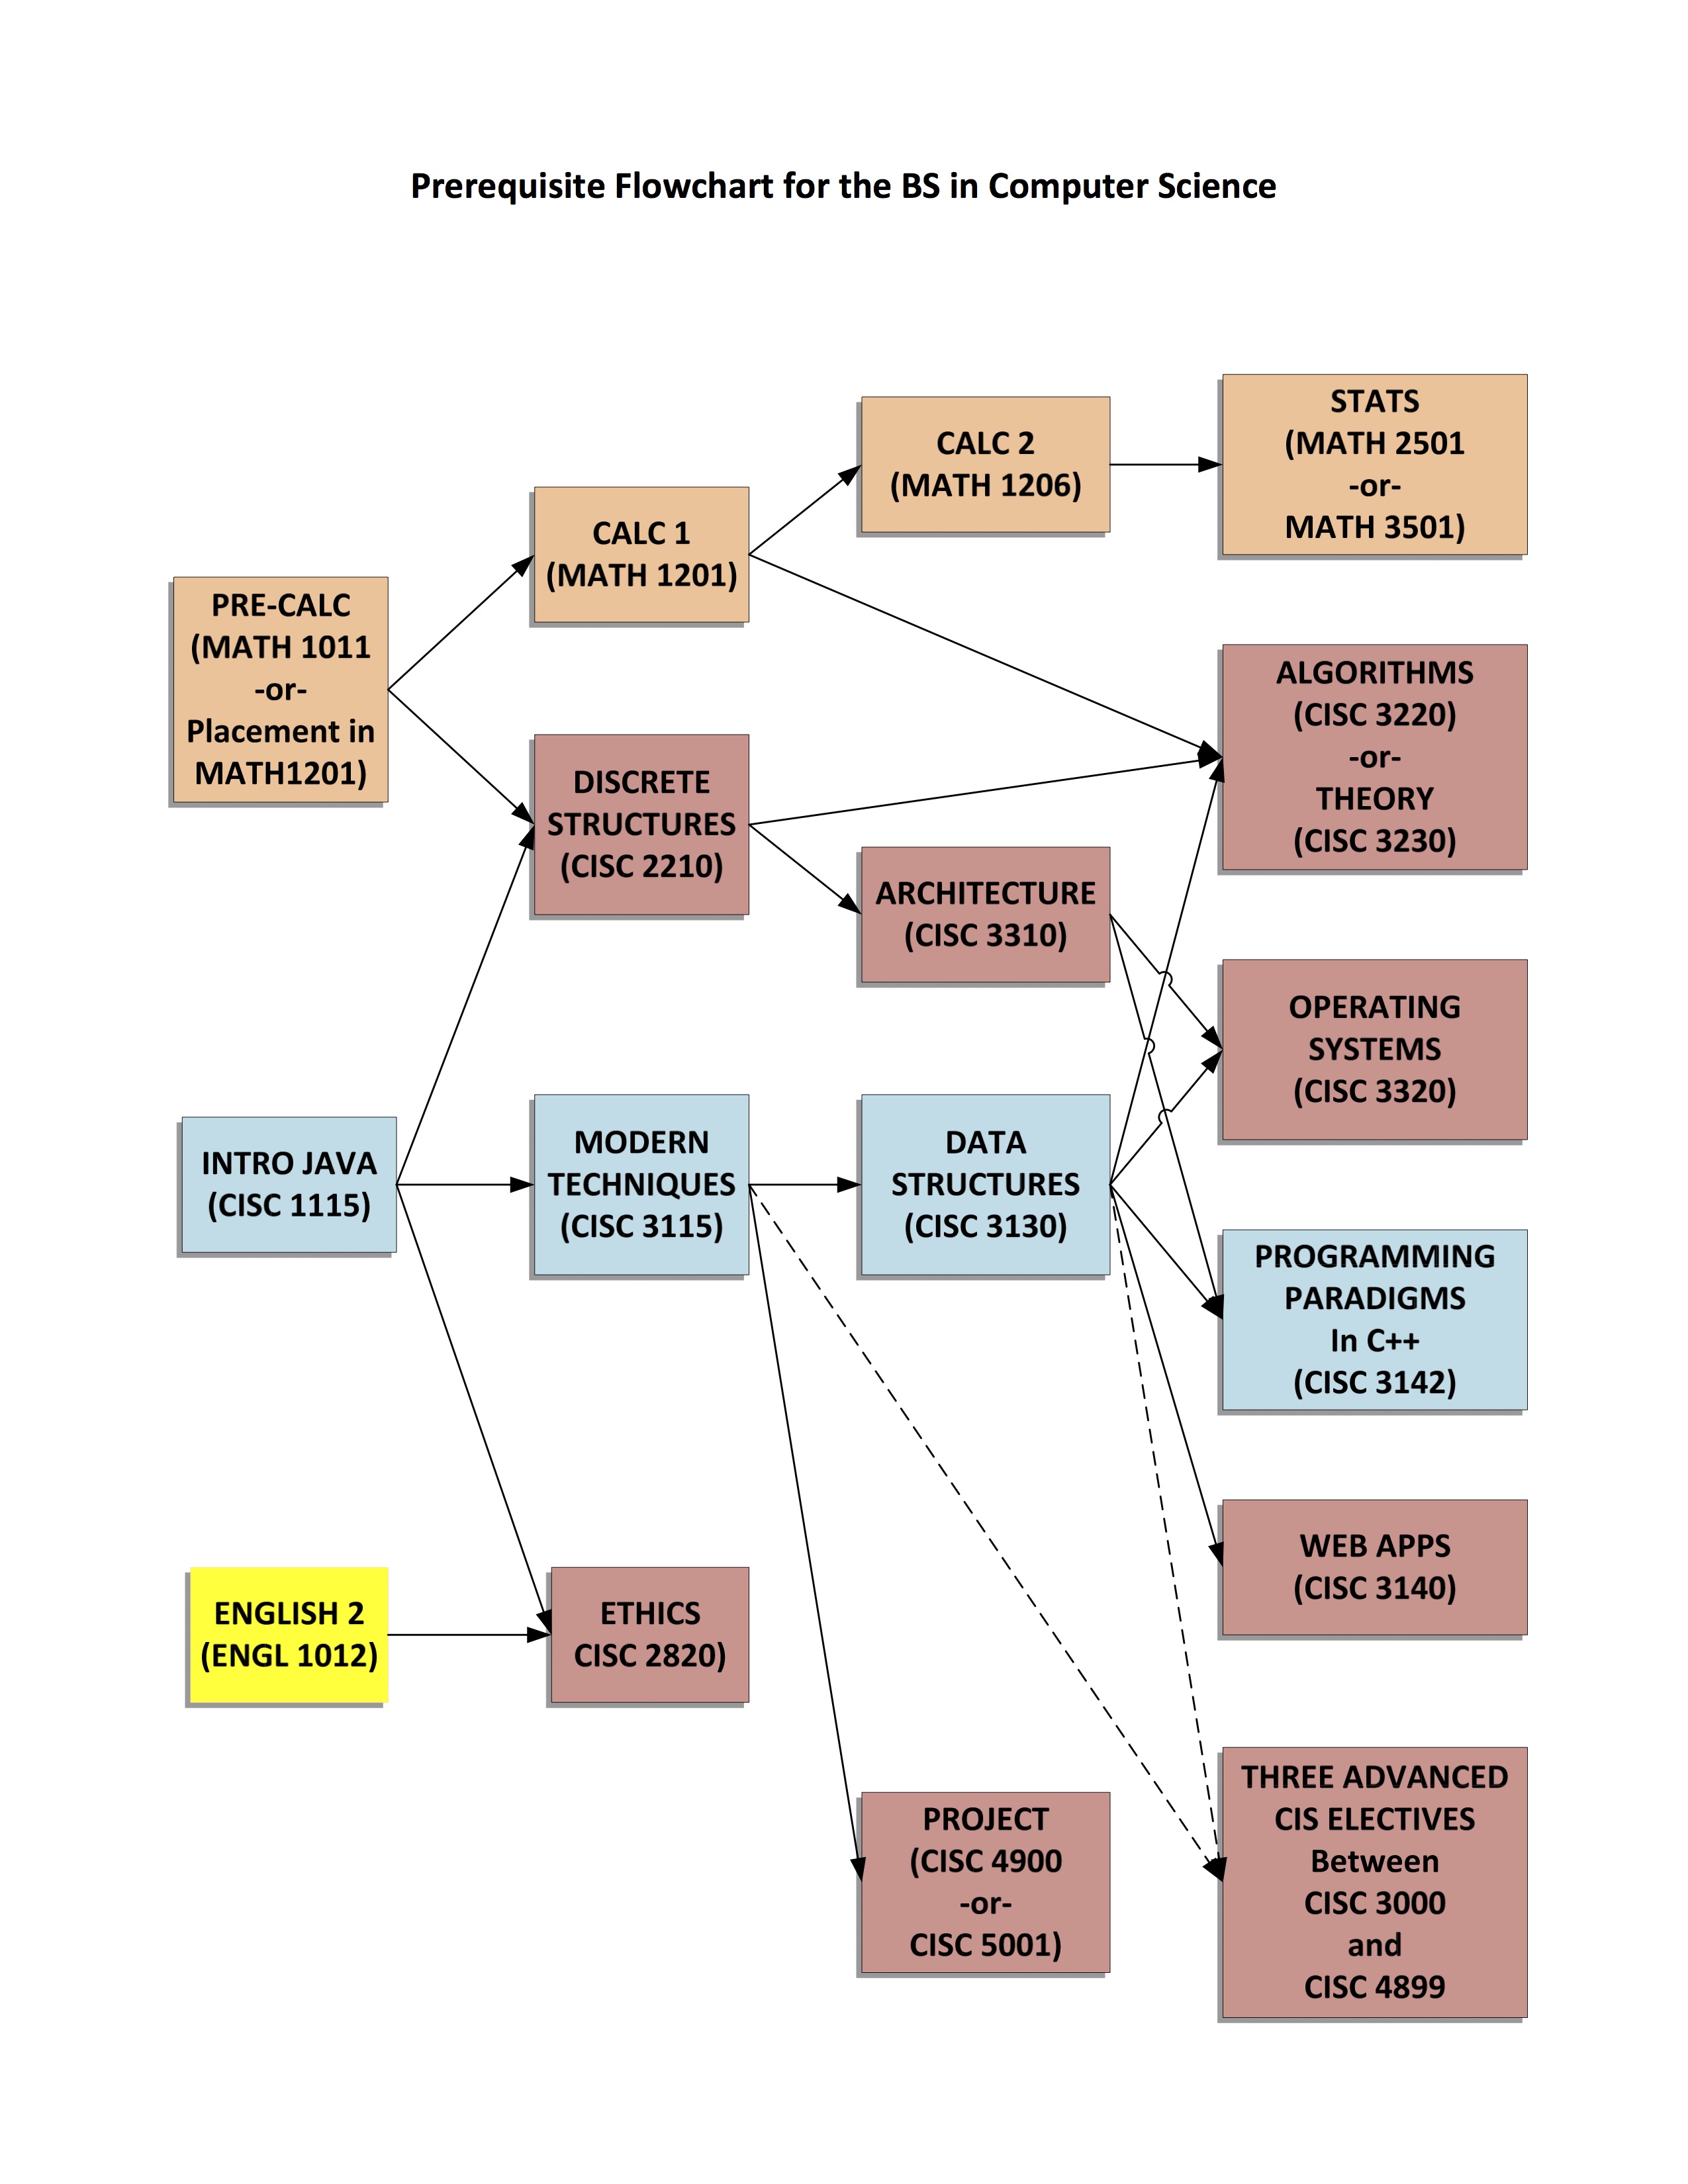 Prerequisite Flowchart for the BS in Computer Science
PRE-CALC
(MATH 1011
-or-
Placement in
MATH1201)
CALC 1
(MATH 1201)
CALC 2
(MATH 1206)
STATS
(MATH 2501
-or-
MATH 3501)
DISCRETE
STRUCTURES
(CISC 2210)
ALGORITHMS
(CISC 3220)
-or-
THEORY
(CISC 3230)
ARCHITECTURE
(CISC 3310)
OPERATING
SYSTEMS
(CISC 3320)
INTRO JAVA
(CISC 1115)
MODERN
TECHNIQUES
(CISC 3115)
DATA
STRUCTURES
(CISC 3130)
PROGRAMMING
PARADIGMS
In C++
(CISC 3142)
WEB APPS
(CISC 3140)
ENGLISH 2
(ENGL 1012)
ETHICS
CISC 2820)
PROJECT
(CISC 4900
-or-
CISC 5001)
THREE ADVANCED
CIS ELECTIVES
Between
CISC 3000
and
CISC 4899